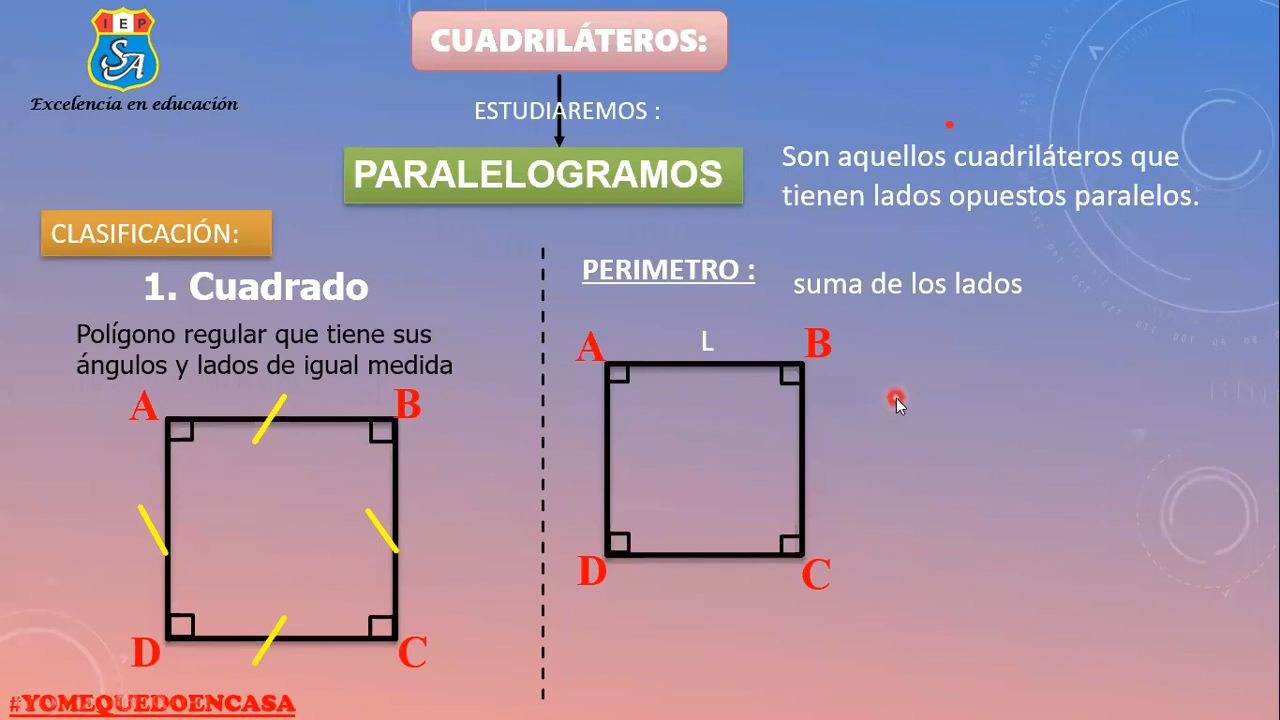 I E P
SA
Excelencia en educación
CUADRILÁTEROS:
ESTUDIAREMOS :
PARALELOGRAMOS
Son aquellos cuadriláteros que
tienen lados opuestos paralelos.
CLASIFICACIÓN:
1. Cuadrado
Polígono regular que tiene sus
ángulos y lados de igual medida
A
B
D
C
PERIMETRO :
suma de los lados
A
L
B
D
C
#YOMEQUEDOENCASA